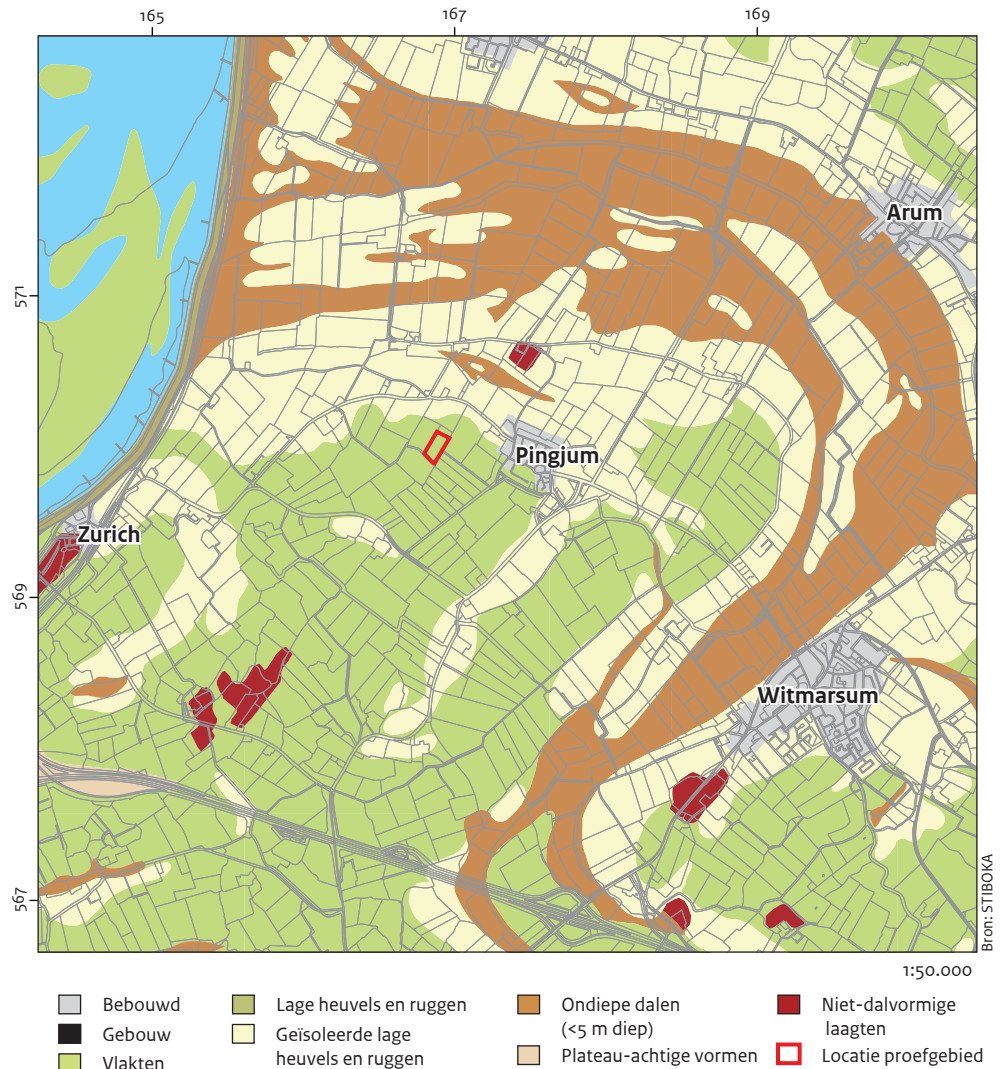 165
167
169
571
569
567
Arum
Pingjum
Zurich
Witmarsum
Bron: STIBOKA
1:50.000
Bebouwd
Gebouw
Vlakten
Lage heuvels en ruggen
Geïsoleerde lage
heuvels en ruggen
Ondiepe dalen
(<5 m diep)
Plateau-achtige vormen
Niet-dalvormige
laagten
Locatie proefgebied